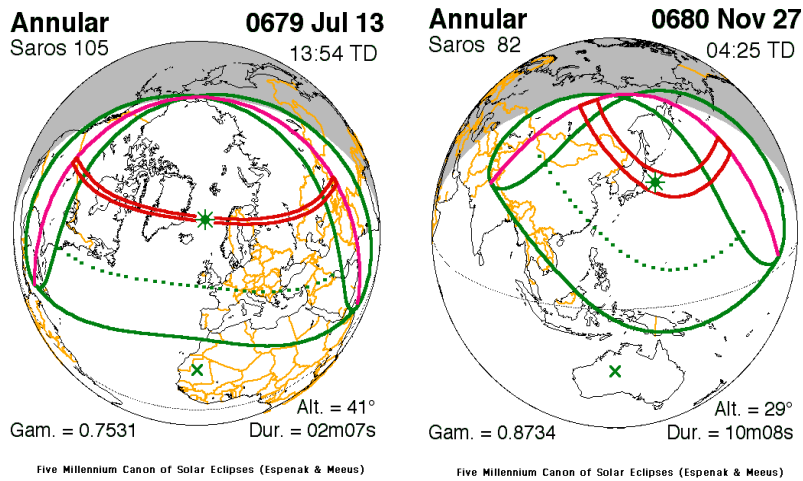 Annular 0679 Jul 13
Saros 105 13:54 TD
Alt. = 41°
Gam. = 0.7531 Dur. = 02m07s
Five Millennium Canon of Solar Eclipses (Espenak & Meeus)
Annular 0680 Nov 27
Saros 82 04:25 TD
Alt. = 29°
Gam. = 0.8734 Dur. = 10m08s
Five Millennium Canon of Solar Eclipses (Espenak & Meeus)